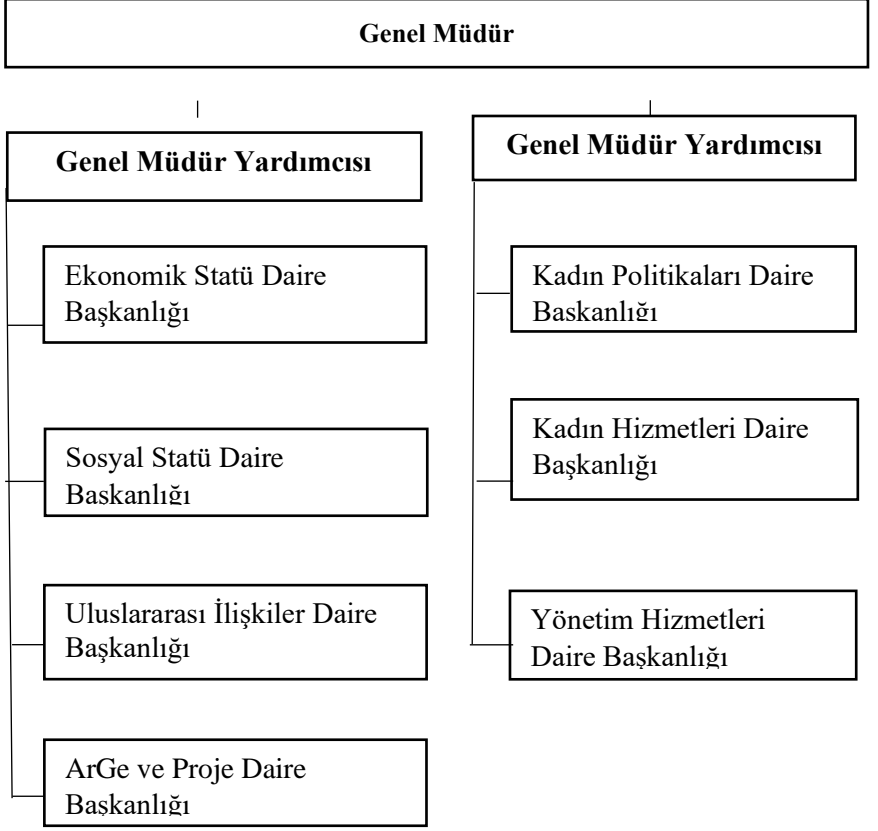 Genel Müdür
Genel Müdür Yardımcısı
Ekonomik Statü Daire
Başkanlığı
Sosyal Statü Daire
Başkanlığı
Uluslararası İlişkiler Daire
Başkanlığı
ArGe ve Proje Daire
Başkanlığı
Genel Müdür Yardımcısı
Kadın Politikaları Daire
Başkanlığı
Kadın Hizmetleri Daire
Başkanlığı
Yönetim Hizmetleri
Daire Başkanlığı